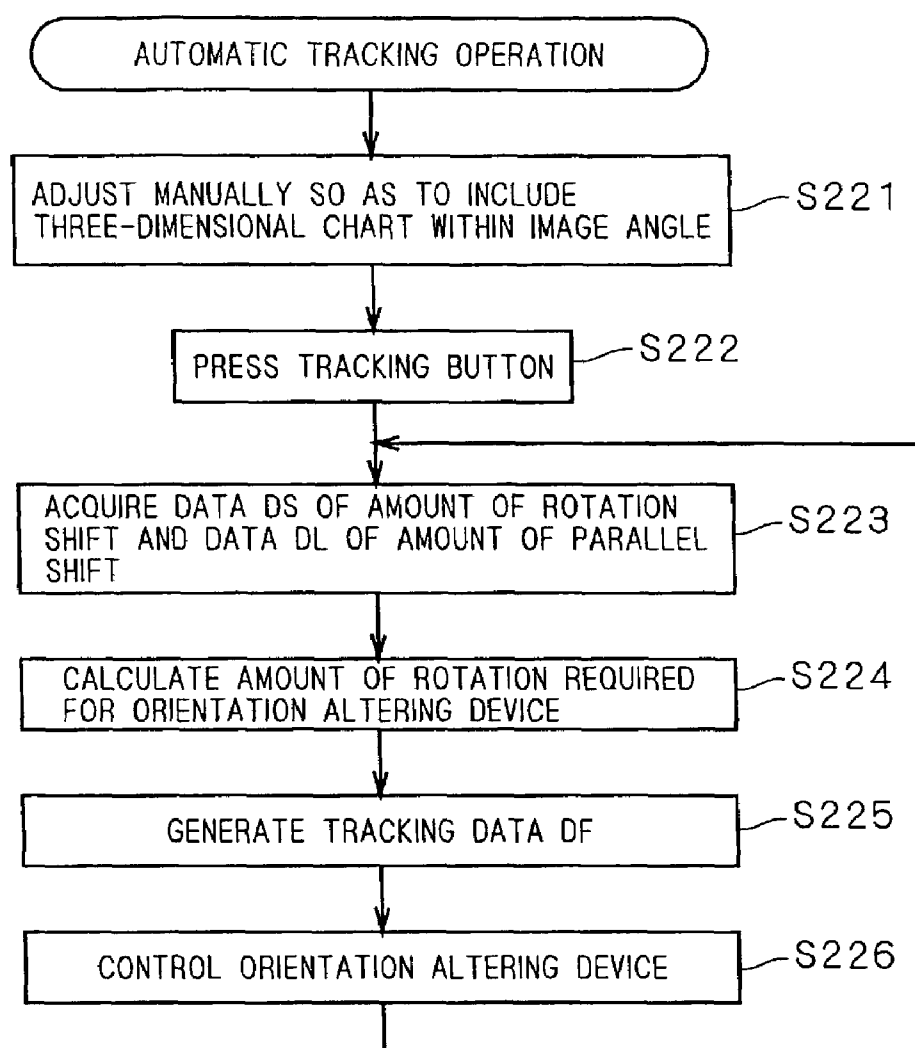 AUTOMATIC TRACKING OPERATION
ADJUST MANUALLY SO AS TO INCLUDE
THREE-DIMENSIONAL CHART WITHIN IMAGE ANGLE
S221
PRESS TRACKING BUTTON
S222
ACQUIRE DATA DS OF AMOUNT OF ROTATION
SHIFT AND DATA DL OF AMOUNT OF PARALLEL
SHIFT
S223
CALCULATE AMOUNT OF ROTATION REQUIRED
FOR ORIENTATION ALTERING DEVICE
S224
GENERATE TRACKING DATA DF
S225
CONTROL ORIENTATION ALTERING DEVICE
S226